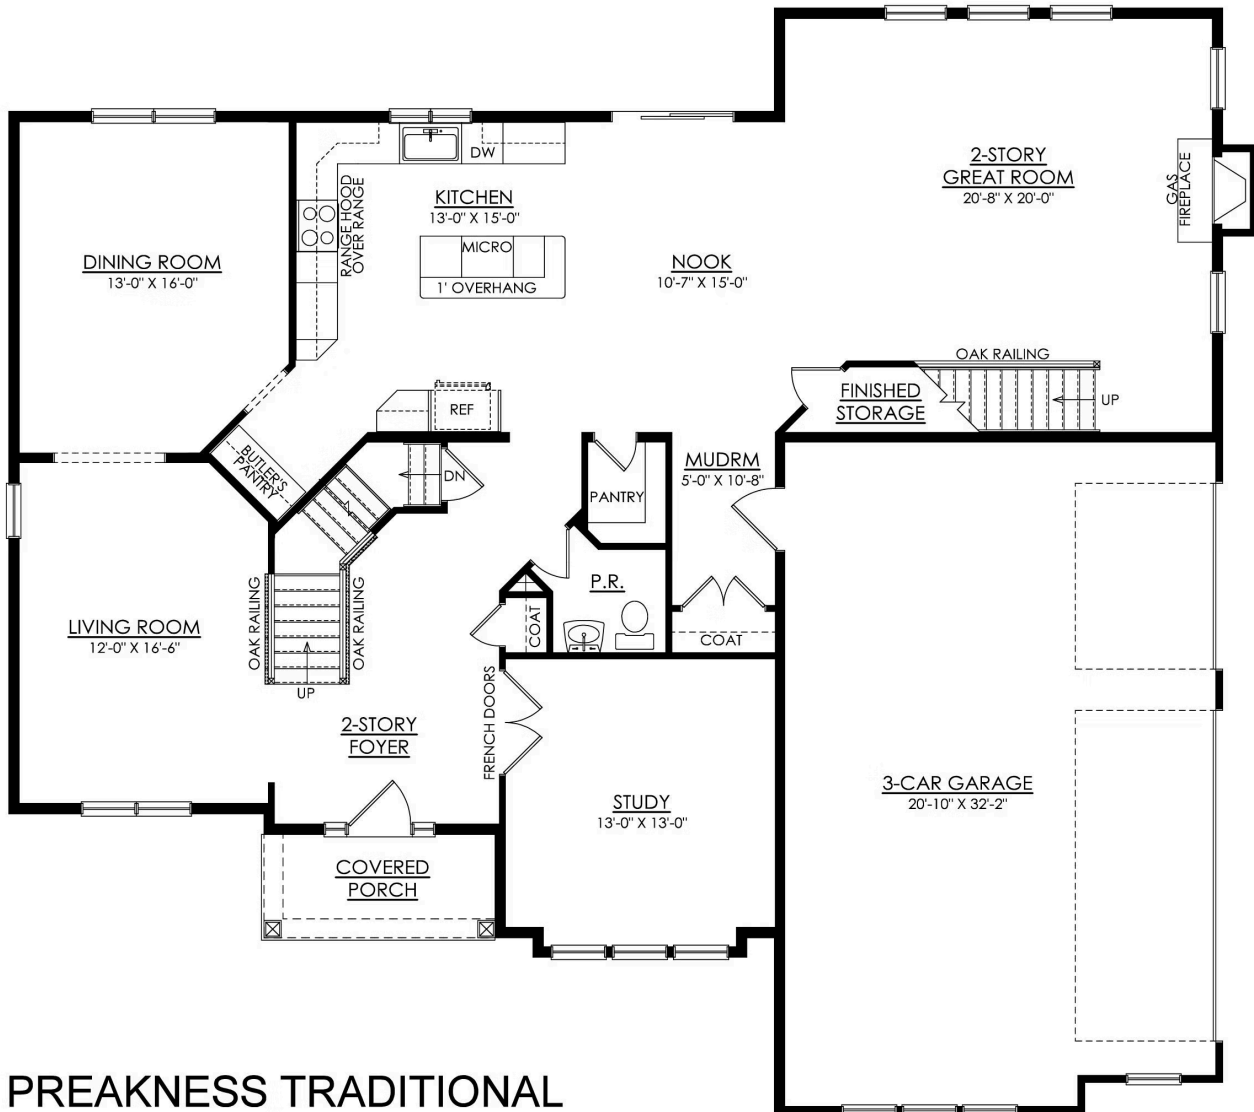 2-STORY
GREAT ROOM
20'-8" X 20'-0"
GAS
FIREPLACE
DW
KITCHEN
13'-0" X 15'-0"
RANGE HOOD
OVER RANGE
MICRO
1' OVERHANG
DINING ROOM
13'-0" X 16'-0"
NOOK
10'-7" X 15'-0"
OAK RAILING
UP
FINISHED
STORAGE
REF
BUTLER'S
PANTRY
DN
PANTRY
MUDRM
5'-0" X 10'-8"
P.R.
COAT
COAT
LIVING ROOM
12'-0" X 16'-6"
OAK RAILING
OAK RAILING
UP
2-STORY
FOYER
FRENCH DOORS
STUDY
13'-0" X 13'-0"
3-CAR GARAGE
20'-10" X 32'-2"
COVERED
PORCH
PREAKNESS TRADITIONAL